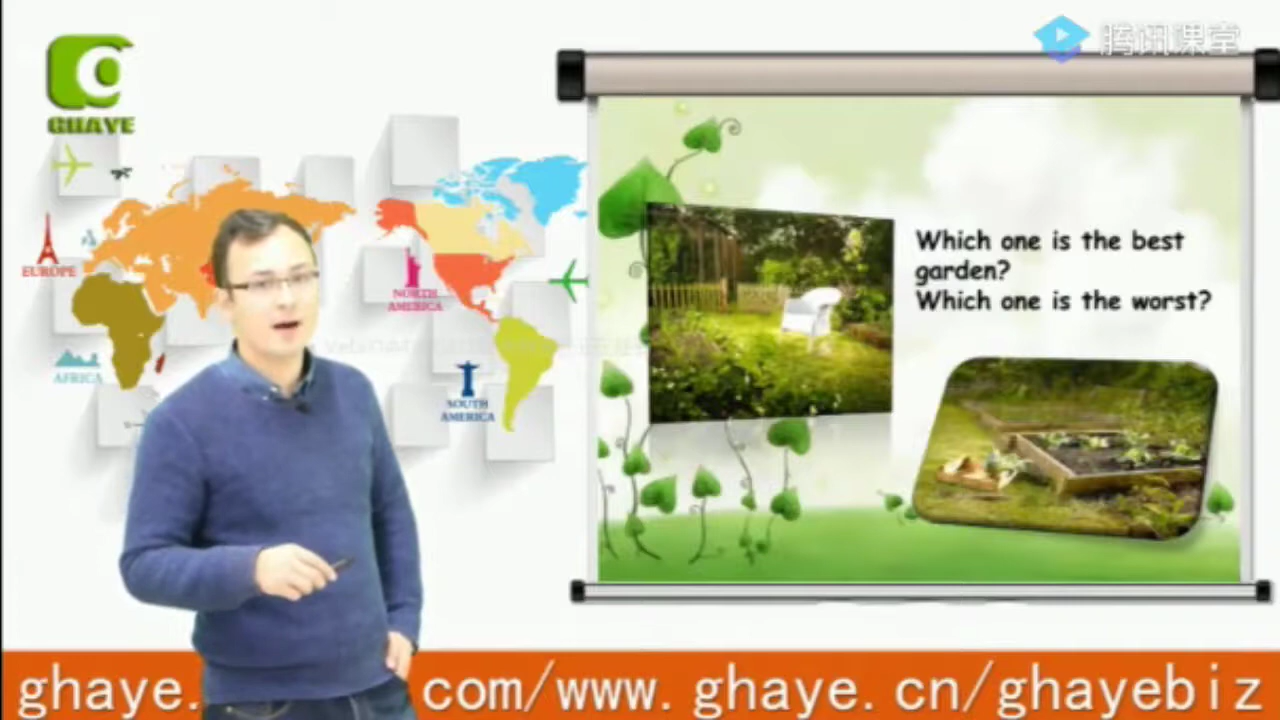 GHAYE
腾讯课堂
EUROPE
NORTH
AMERICA
AFRICA
SOUTH
AMERICA
Which one is the best
garden?
Which one is the worst?
ghaye. com/www. ghaye. cn/ghayebiz